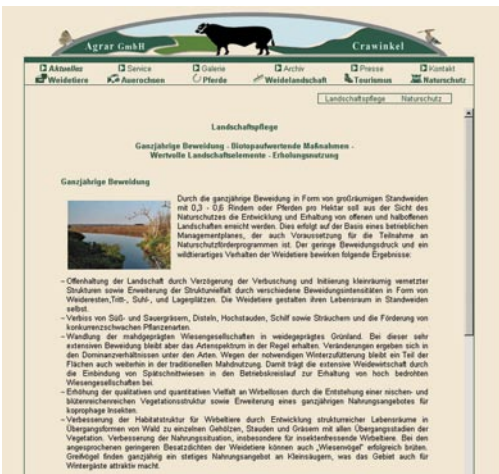 Agrar GmbH Crawinkel
Aktuelles Service Galerie Archiv Presse Kontakt
Weidetiere Auerochsen Pferde Weidelandschaft Tourismus Naturschutz
Landschaftspflege Naturschutz
Landschaftspflege
Ganzjährige Beweidung - Biotopaufwertende Maßnahmen -
Wertvolle Landschaftselemente - Erholungsnutzung
Ganzjährige Beweidung
Durch die ganzjährige Beweidung in Form von großräumigen Standweiden
mit 0,3 - 0,6 Rindern oder Pferden pro Hektar soll aus der Sicht des
Naturschutzes die Entwicklung und Erhaltung von offenen und halboffenen
Landschaften erreicht werden. Dies erfolgt auf der Basis eines betrieblichen
Managementplanes, der auch Voraussetzung für die Teilnahme an
Naturschutzförderprogrammen ist. Der geringe Beweidungsdruck und ein
wildtierartiges Verhalten der Weidetiere bewirken folgende Ergebnisse:
– Offenhaltung der Landschaft durch Verzögerung der Verbuschung und Initiierung kleinräumig vernetzter
Strukturen sowie Erweiterung der Strukturvielfalt durch verschiedene Beweidungsintensitäten in Form von
Weideresten,Tritt-, Suhl-, und Lagerplätzen. Die Weidetiere gestalten ihren Lebensraum in Standweiden
selbst.
– Verbiss von Süß- und Sauergräsern, Disteln, Hochstauden, Schilf sowie Sträuchern und die Förderung von
konkurrenzschwachen Pflanzenarten.
– Wandlung der mahdgeprägten Wiesengesellschaften in weidegeprägtes Grünland. Bei dieser sehr
extensiven Beweidung bleibt aber das Artenspektrum in der Regel erhalten. Veränderungen ergeben sich in
den Dominanzverhältnissen unter den Arten. Wegen der notwendigen Winterzufütterung bleibt ein Teil der
Flächen auch weiterhin in der traditionellen Mahdnutzung. Damit trägt die extensive Weidewirtschaft durch
die Einbindung von Spätschnittwiesen in den Betriebskreislauf zur Erhaltung von hoch bedrohten
Wiesengesellschaften bei.
– Erhöhung der qualitativen und quantitativen Vielfalt an Wirbellosen durch die Entstehung einer nischen- und
blütenreichenreichen Vegetationsstruktur sowie Erweiterung eines ganzjährigen Nahrungsangebotes für
koprophage Insekten.
– Verbesserung der Habitatstruktur für Wirbeltiere durch Entwicklung strukturreicher Lebensräume in
Übergangsformen von Wald zu einzelnen Gehölzen, Stauden und Gräsern mit allen Übergangsstadien der
Vegetation. Verbesserung der Nahrungssituation, insbesondere für insektenfressende Wirbeltiere. Bei den
angesprochenen geringeren Besatzdichten der Weidetiere können auch „Wiesenvögel" erfolgreich brüten.
Greifvögel finden ganzjährig ein stetiges Nahrungsangebot an Kleinsäugern, was das Gebiet auch für
Wintergäste attraktiv macht.